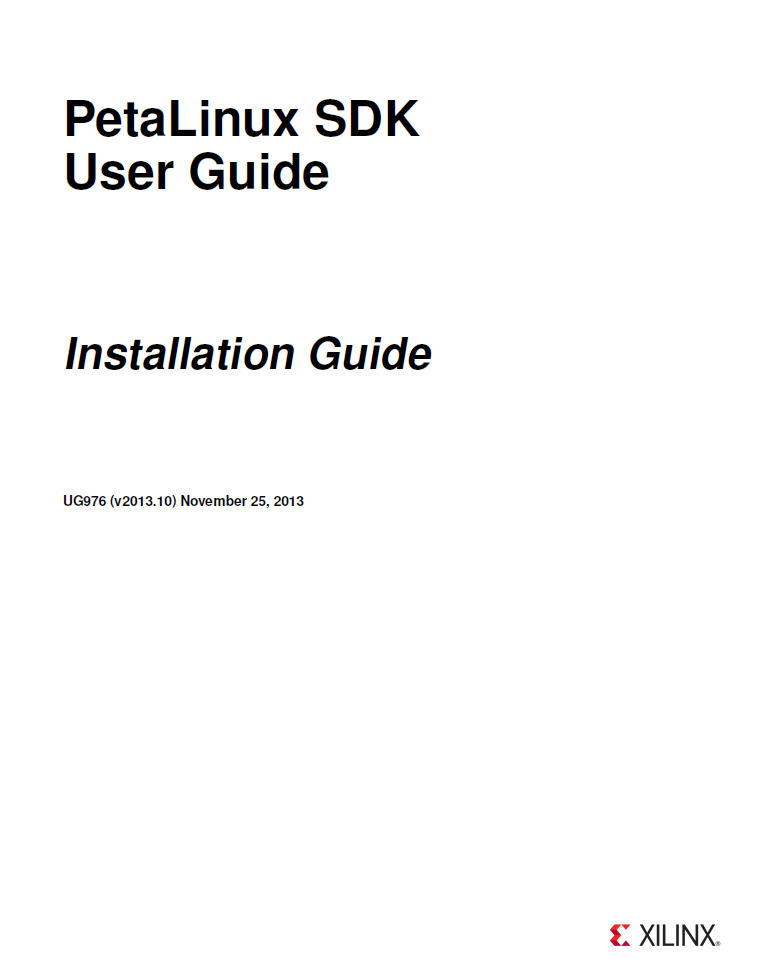 PetaLinux SDK
User Guide
Installation Guide
UG976 (v2013.10) November 25, 2013
XILINX®